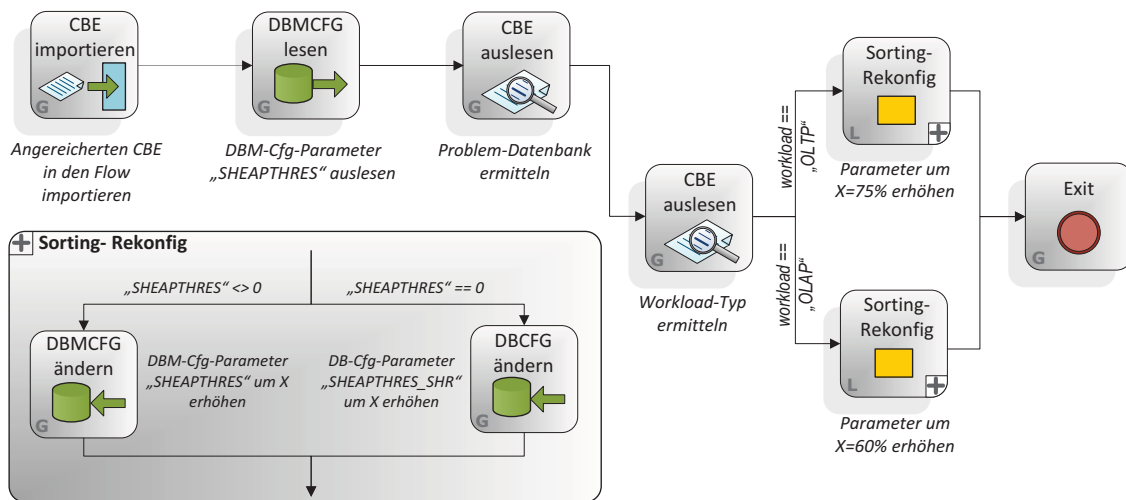 CBE
importieren
G
Angereicherten CBE
in den Flow
importieren
DBMCFG
lesen
G
DBM-Cfg-Parameter
„SHEAPTHRES“ auslesen
CBE
auslesen
G
Problem-Datenbank
ermitteln
CBE
auslesen
G
Workload-Typ
ermitteln
workload ==
„OLTP“
workload ==
„OLAP“
Sorting-
Rekonfig
L
Parameter um
X=75% erhöhen
Sorting-
Rekonfig
L
Parameter um
X=60% erhöhen
Exit
G
Sorting- Rekonfig
„SHEAPTHRES“ <> 0
„SHEAPTHRES“ == 0
DBMCFG
ändern
G
DBM-Cfg-Parameter
„SHEAPTHRES“ um X
erhöhen
DB-Cfg-Parameter
„SHEAPTHRES_SHR“
um X erhöhen
DBCFG
ändern
G